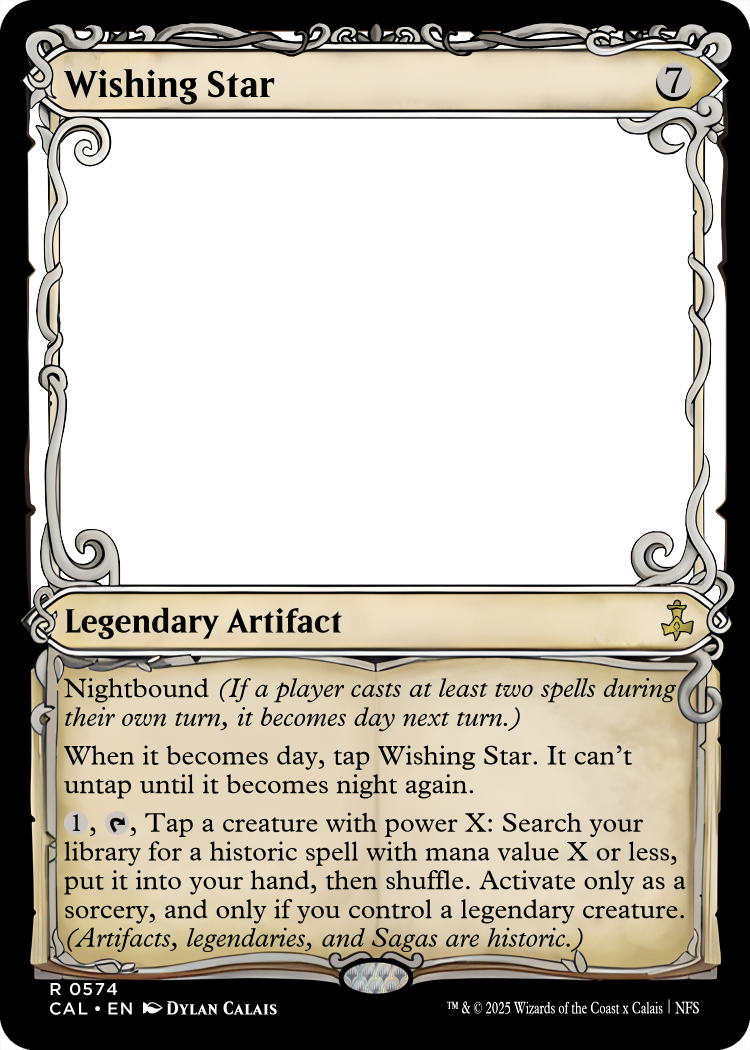 Wishing Star 7
Legendary Artifact
Nightbound (If a player casts at least two spells during
their own turn, it becomes day next turn.)
When it becomes day, tap Wishing Star. It can't
untap until it becomes night again.
1, , Tap a creature with power X: Search your
library for a historic spell with mana value X or less,
put it into your hand, then shuffle. Activate only as a
sorcery, and only if you control a legendary creature.
(Artifacts, legendaries, and Sagas are historic.)
R 0574
CAL • EN DYLAN CALAIS
™ & © 2025 Wizards of the Coast x Calais | NFS